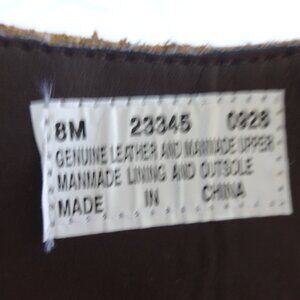 8M 23345 0928
GENUINE LEATHER AND MANMADE UPPER
MANMADE LINING AND OUTSOLE
MADE IN CHINA